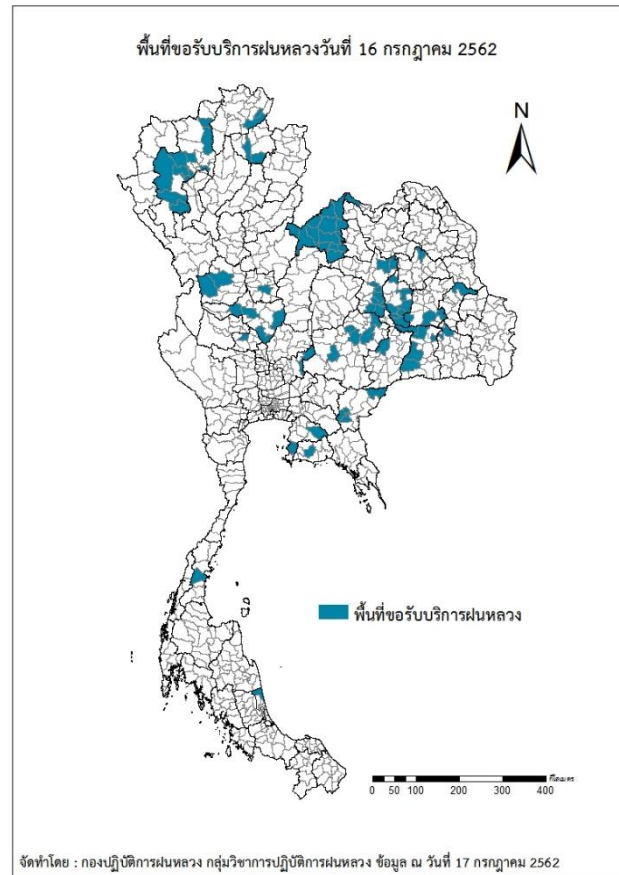 พื้นที่ขอรับบริการฝนหลวงวันที่ 16 กรกฎาคม 2562
N
พื้นที่ขอรับบริการฝนหลวง
กิโลเมตร
0 50 100 200 300 400
จัดทำโดย : กองปฏิบัติการฝนหลวง กลุ่มวิชาการปฏิบัติการฝนหลวง ข้อมูล ณ วันที่ 17 กรกฎาคม 2562